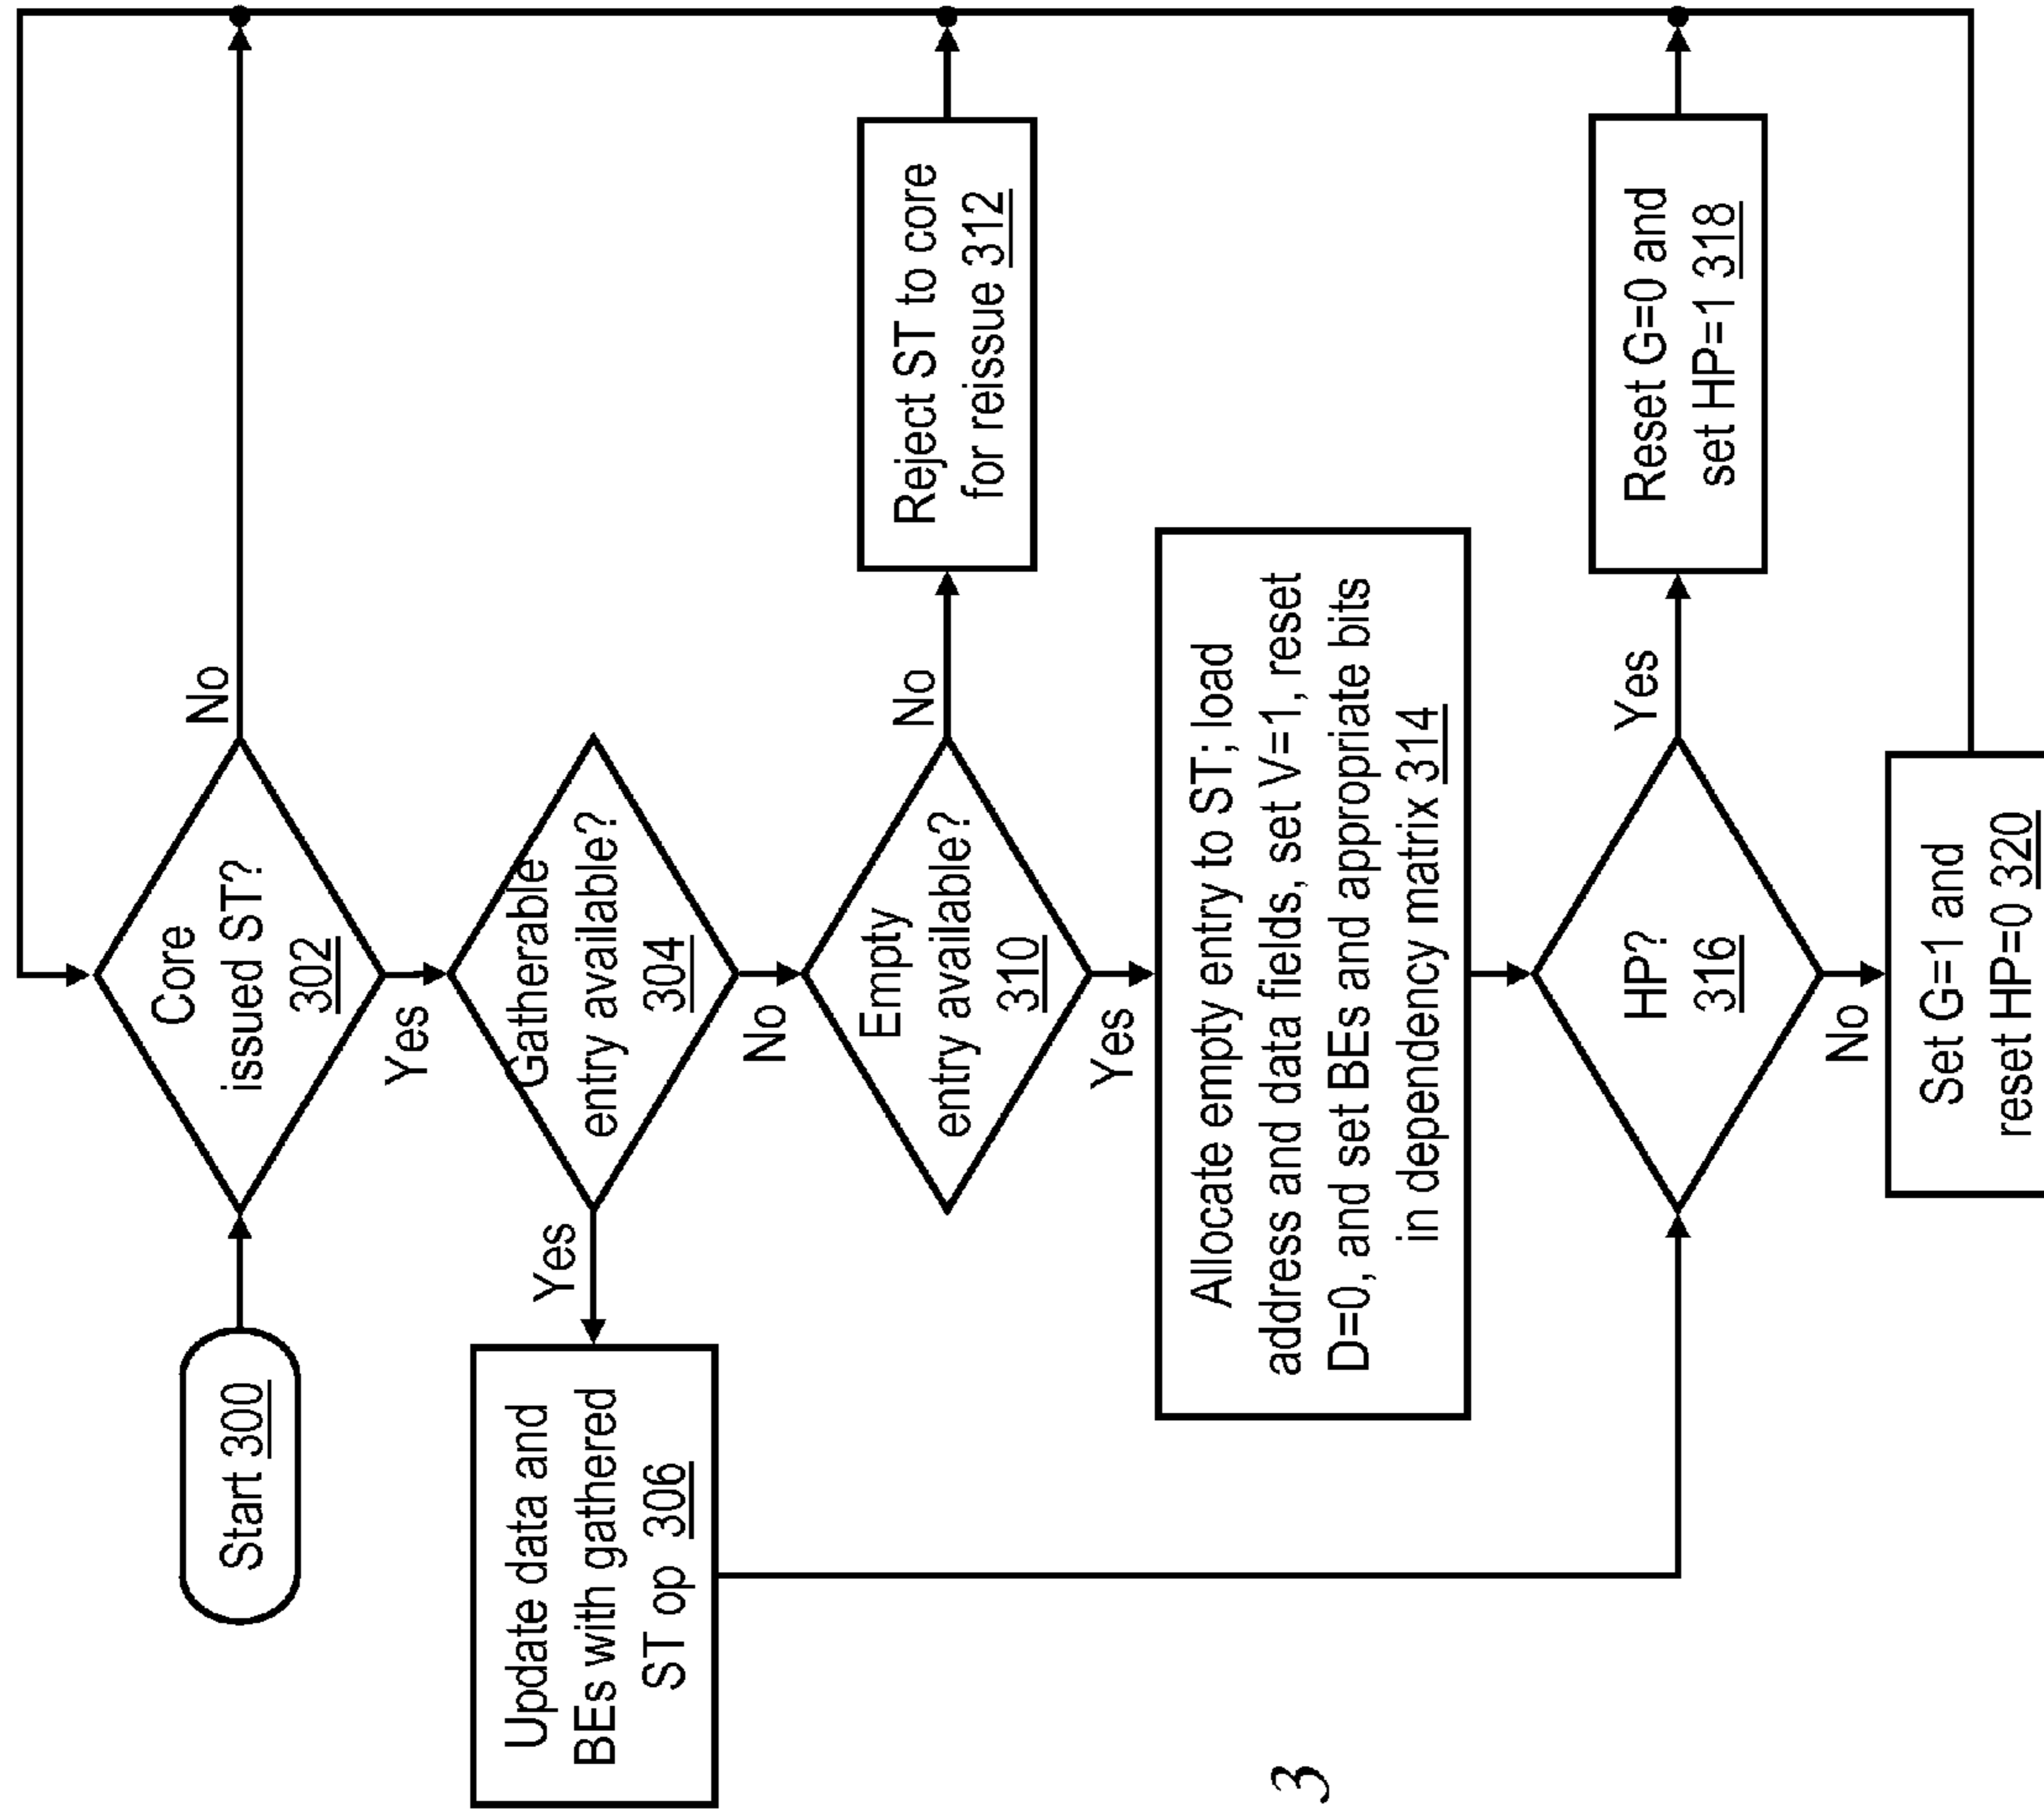 Start 300
Core
issued ST?
302
No
Yes
Gatherable
entry available?
304
Yes
Update data and
BEs with gathered
ST op 306
No
Empty
entry available?
310
No
Reject ST to core
for reissue 312
Yes
Allocate empty entry to ST; load
address and data fields, set V=1, reset
D=0, and set BEs and appropriate bits
in dependency matrix 314
HP?
316
Yes
Reset G=0 and
set HP=1 318
No
Set G=1 and
reset HP=0 320
3